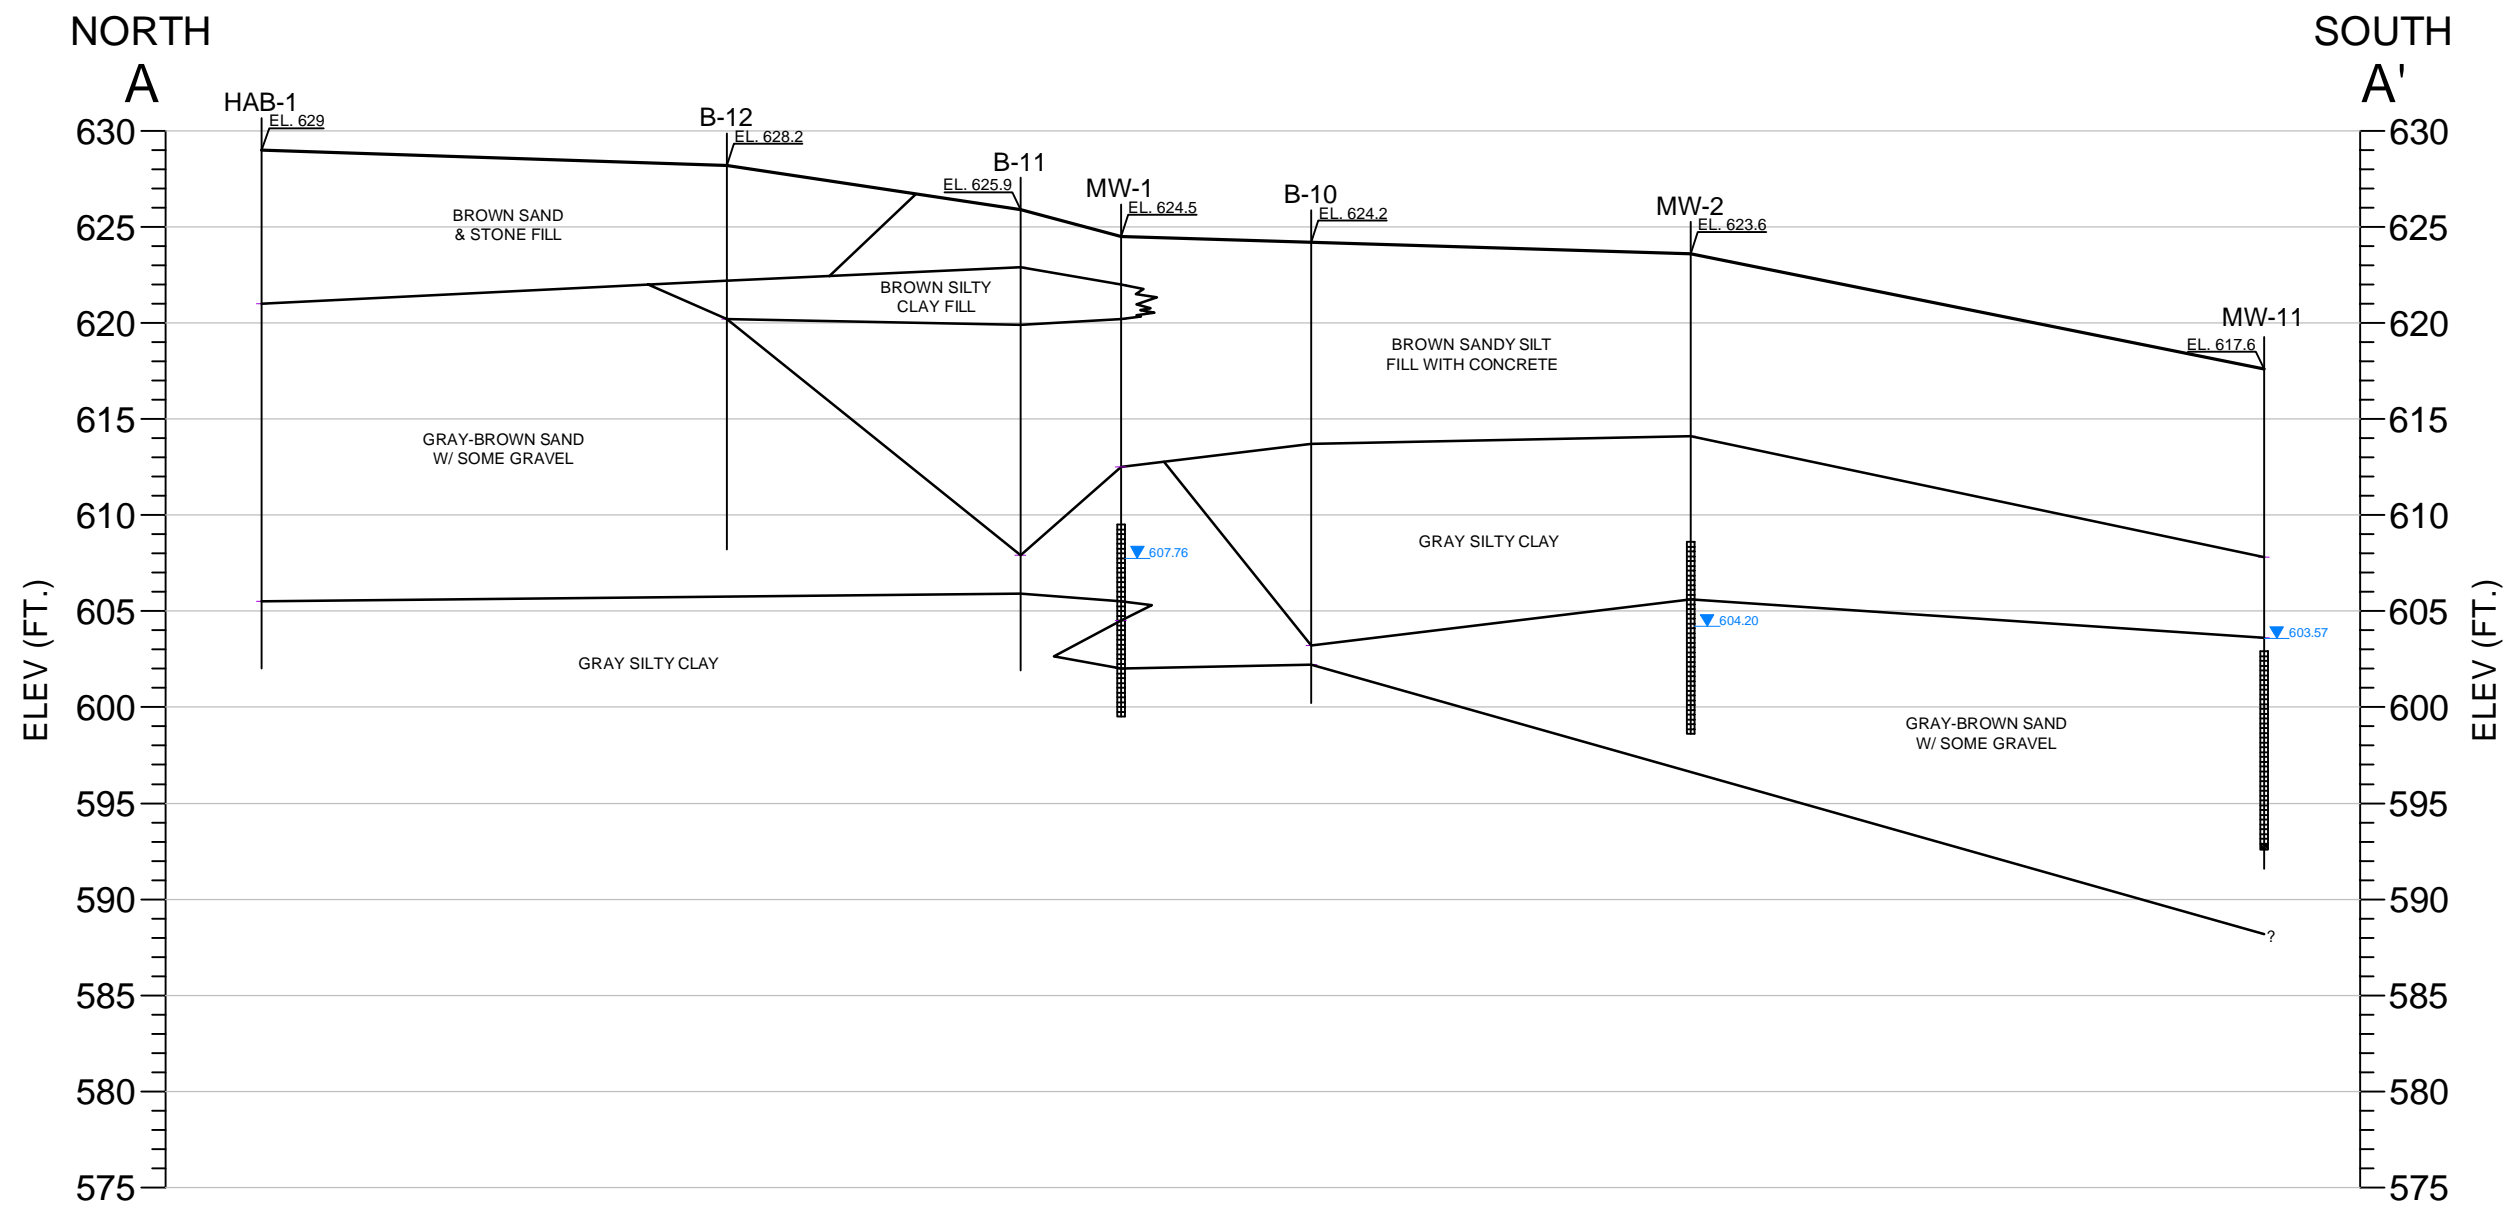 NORTH
SOUTH
A
A'
HAB-1
EL. 629
B-12
EL. 628.2
B-11
EL. 625.9
MW-1
EL. 624.5
B-10
EL. 624.2
MW-2
EL. 623.6
MW-11
EL. 617.6
630
625
620
615
610
605
600
595
590
585
580
575
ELEV (FT.)
BROWN SAND
& STONE FILL
BROWN SILTY
CLAY FILL
BROWN SANDY SILT
FILL WITH CONCRETE
GRAY-BROWN SAND
W/ SOME GRAVEL
GRAY SILTY CLAY
607.76
604.20
603.57
GRAY SILTY CLAY
GRAY-BROWN SAND
W/ SOME GRAVEL
?
630
625
620
615
610
605
600
595
590
585
580
575
ELEV (FT.)